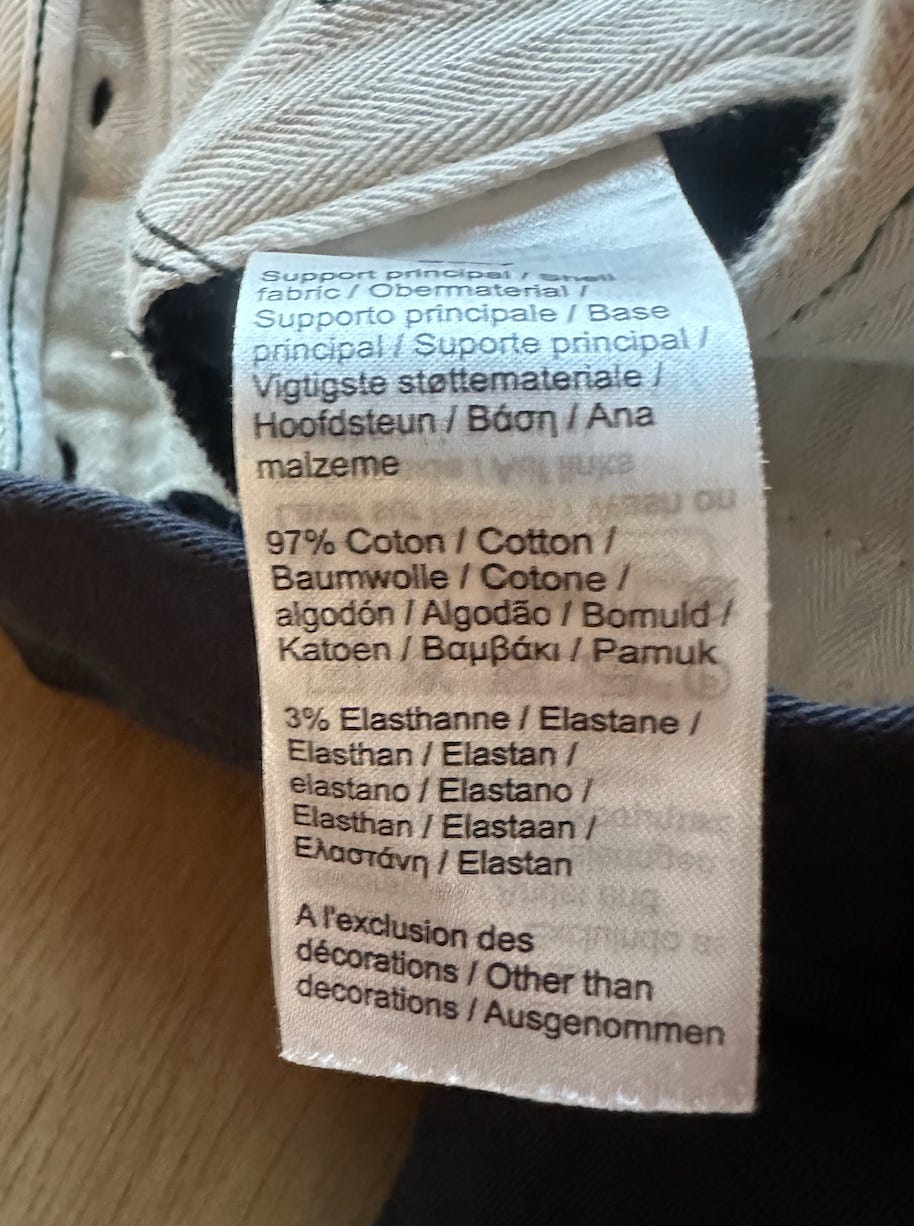 Support principal / Shell
fabric / Obermaterial /
Supporto principale / Base
principal / Suporte principal /
Vigtigste støttemateriale /
Hoofdsteun / Βάση / Ana
malzeme
97% Coton / Cotton /
Baumwolle / Cotone /
algodón / Algodão / Bomuld /
Katoen / Βαμβάκι / Pamuk
3% Elasthanne / Elastane /
Elasthan / Elastan /
elastano / Elastano /
Elasthan / Elastaan /
Ελαστάνη / Elastan
A l'exclusion des
décorations / Other than
decorations / Ausgenommen